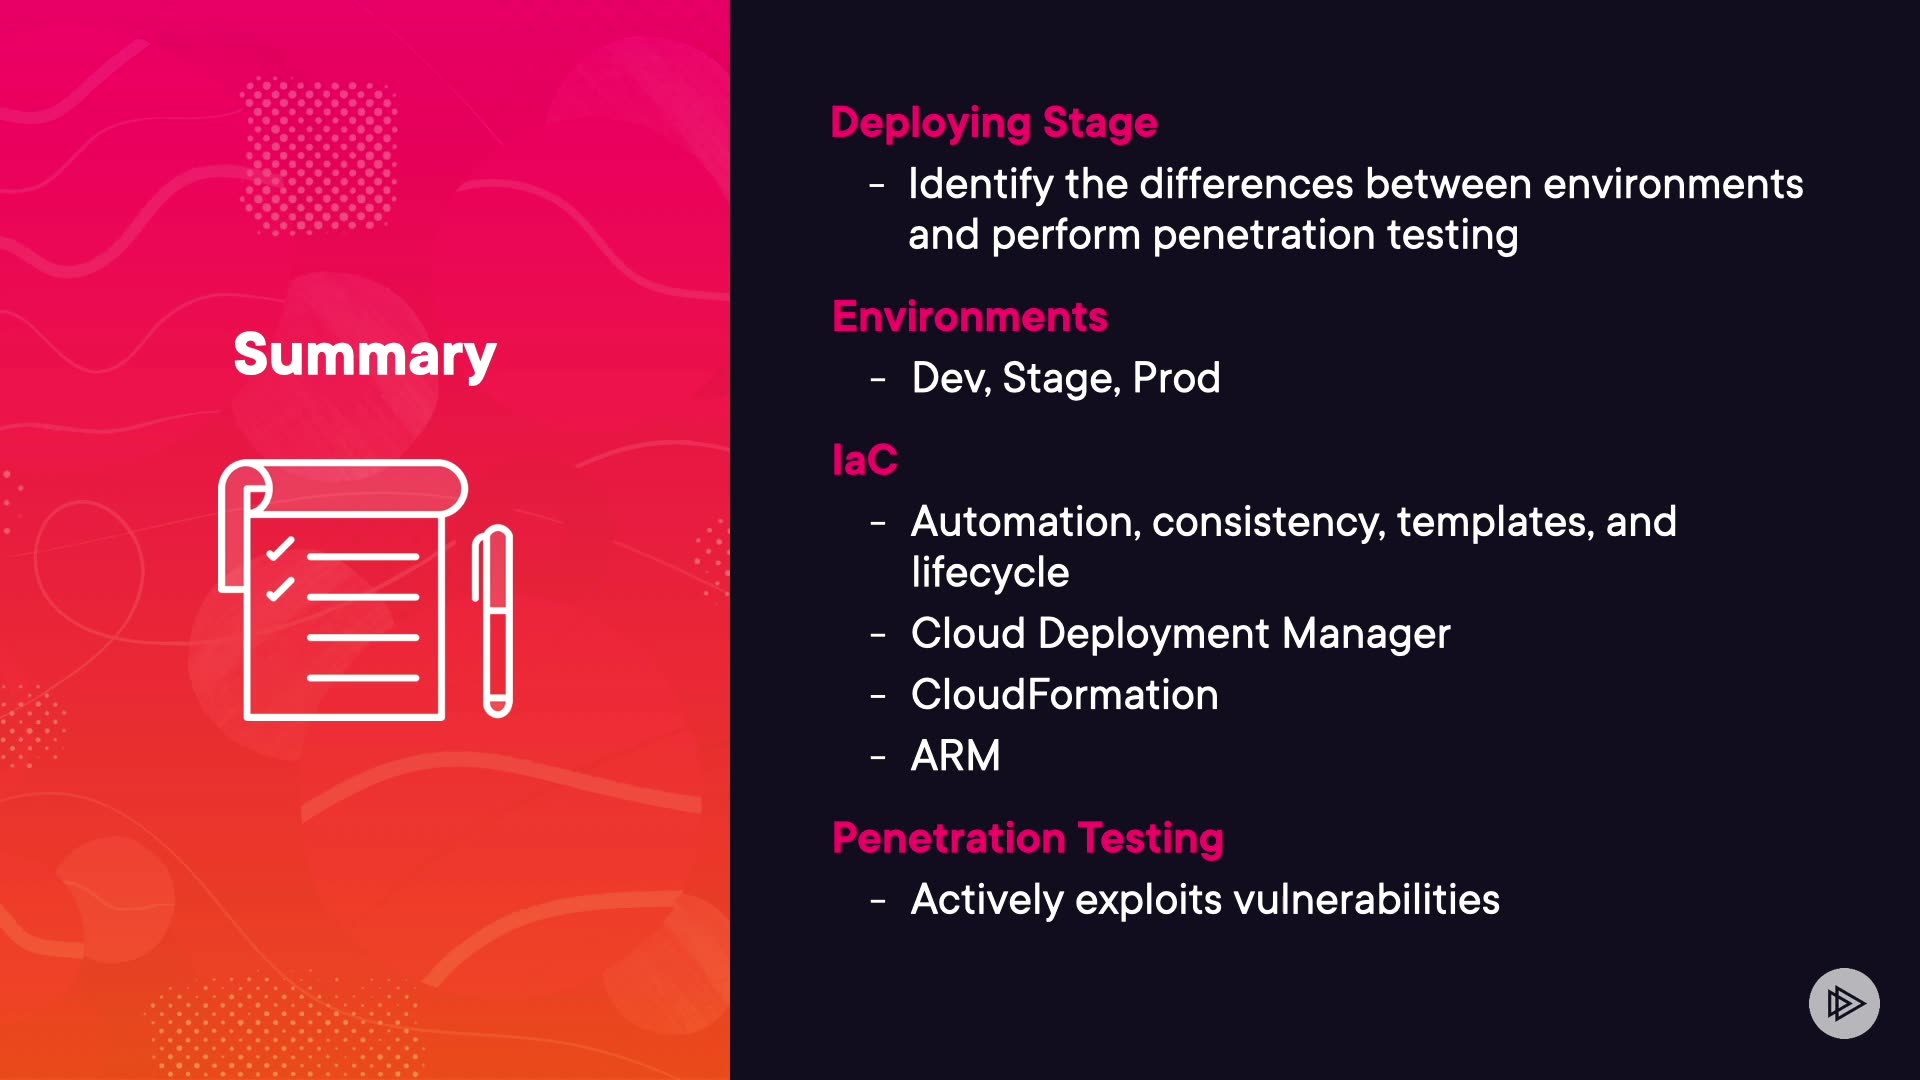 Summary
Deploying Stage
- Identify the differences between environments
and perform penetration testing
Environments
- Dev, Stage, Prod
IaC
- Automation, consistency, templates, and
lifecycle
- Cloud Deployment Manager
- CloudFormation
- ARM
Penetration Testing
- Actively exploits vulnerabilities